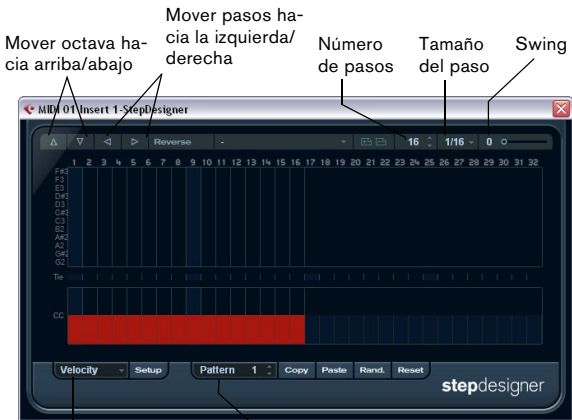 Mover octava ha-
cia arriba/abajo
Mover pasos ha-
cia la izquierda/
derecha
Número
de pasos
Tamaño
del paso
Swing
MIDI 01:Insert 1-StepDesigner
Reverse - 16 1/16 0
1 2 3 4 5 6 7 8 9 10 11 12 13 14 15 16 17 18 19 20 21 22 23 24 25 26 27 28 29 30 31 32
F#3
F3
E3
D#3
D3
C#3
C3
B2
A#2
A2
G#2
G2
Tie
CC
Velocity Setup Pattern 1 Copy Paste Rand. Reset
stepdesigner